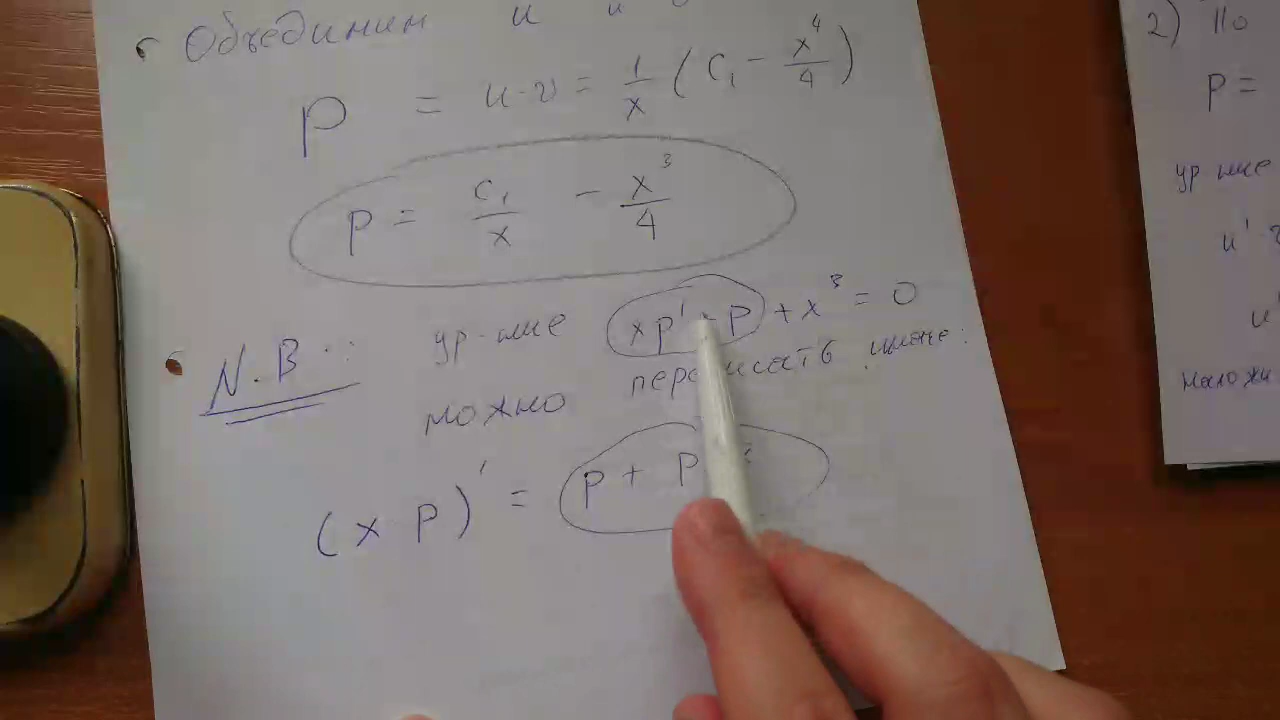 Объединим u и
p = u·v = 1/x (C₁ - x⁴/4)
p = C₁/x - x³/4
N.B.: ур-ние xp' + p + x³ = 0
можно переписать иначе:
(x p)' = p + p
2) По
p =
ур-ние
u'
u'